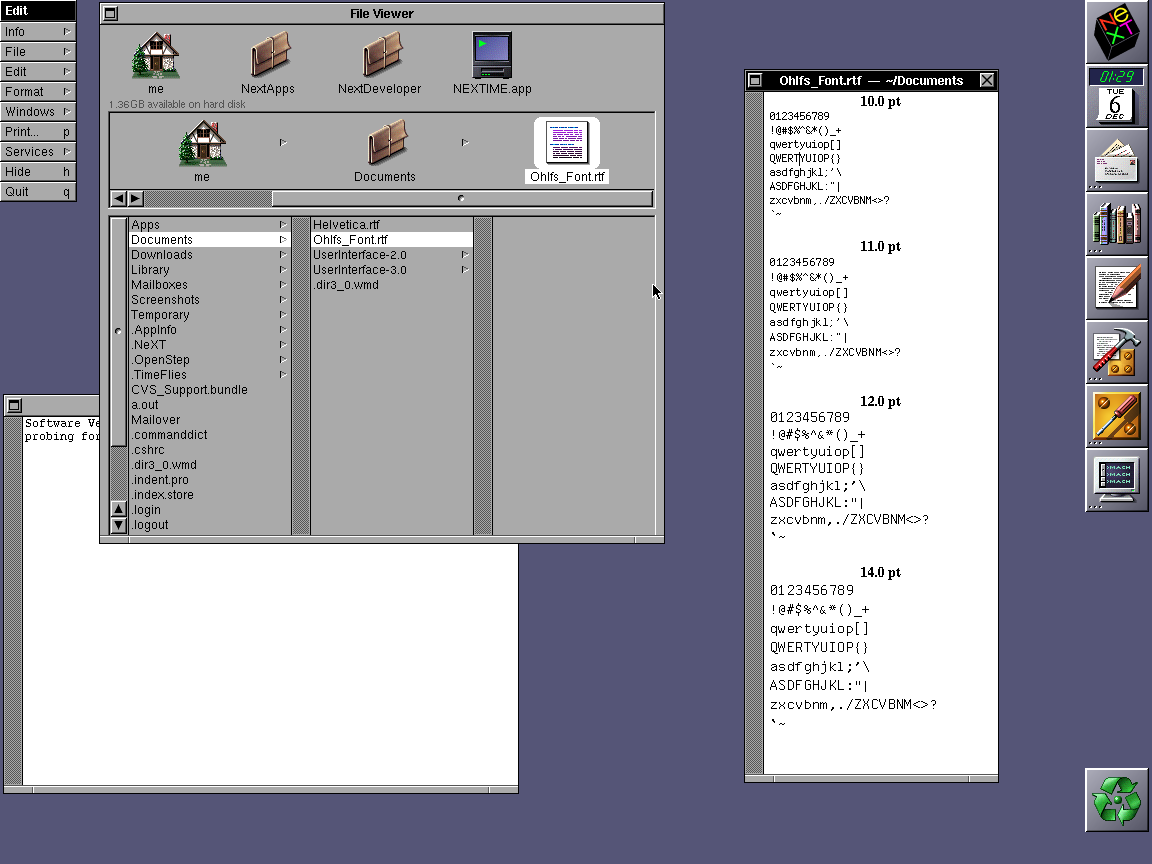 Edit
Info
File
Edit
Format
Windows
Print... p
Services
Hide h
Quit q
File Viewer
me
NextApps
NextDeveloper
NEXTIME.app
1.36GB available on hard disk
me
Documents
Ohlfs_Font.rtf
Apps
Documents
Downloads
Library
Mailboxes
Screenshots
Temporary
.AppInfo
.NeXT
.OpenStep
.TimeFlies
CVS_Support.bundle
a.out
Mailover
.commanddict
.cshrc
.dir3_0.wmd
.indent.pro
.index.store
.login
.logout
Helvetica.rtf
Ohlfs_Font.rtf
UserInterface-2.0
UserInterface-3.0
.dir3_0.wmd
Software Ve
probing for
Ohlfs_Font.rtf — ~/Documents
10.0 pt
0123456789
!@#$%^&*()_+
qwertyuiop[]
QWERTYUIOP{}
asdfghjkl;'\
ASDFGHJKL:"|
zxcvbnm,./ZXCVBNM<>?
`~
11.0 pt
0123456789
!@#$%^&*()_+
qwertyuiop[]
QWERTYUIOP{}
asdfghjkl;'\
ASDFGHJKL:"|
zxcvbnm,./ZXCVBNM<>?
`~
12.0 pt
0123456789
!@#$%^&*()_+
qwertyuiop[]
QWERTYUIOP{}
asdfghjkl;'\
ASDFGHJKL:"|
zxcvbnm,./ZXCVBNM<>?
`~
14.0 pt
0123456789
!@#$%^&*()_+
qwertyuiop[]
QWERTYUIOP{}
asdfghjkl;'\
ASDFGHJKL:"|
zxcvbnm,./ZXCVBNM<>?
`~
NeXT
01:29
TUE
6
DEC
MACH
MACH
MACH